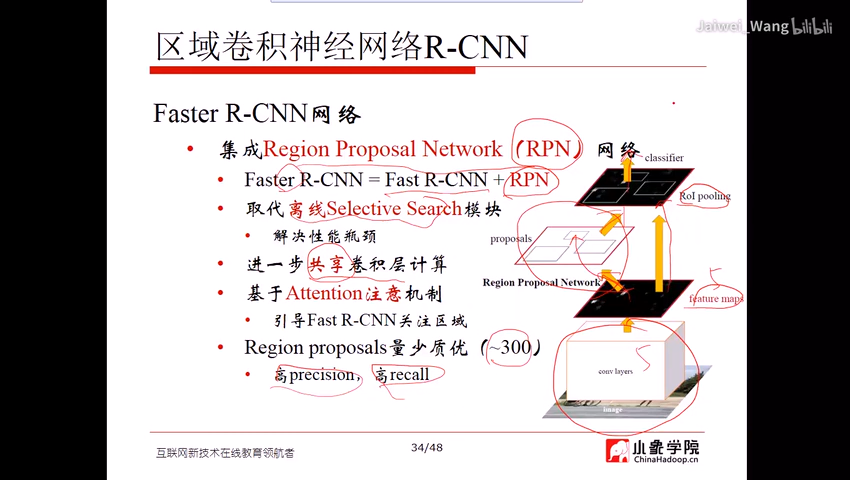 Jaiwei_Wang bilibili
区域卷积神经网络R-CNN
Faster R-CNN网络
集成Region Proposal Network（RPN）网络
Faster R-CNN = Fast R-CNN + RPN
取代离线Selective Search模块
解决性能瓶颈
进一步共享卷积层计算
基于Attention注意机制
引导Fast R-CNN关注区域
Region proposals量少质优（~300）
高precision，高recall
classifier
RoI pooling
proposals
Region Proposal Network
feature maps
5
conv layers
5
image
互联网新技术在线教育领航者
34/48
小象学院
ChinaHadoop.cn